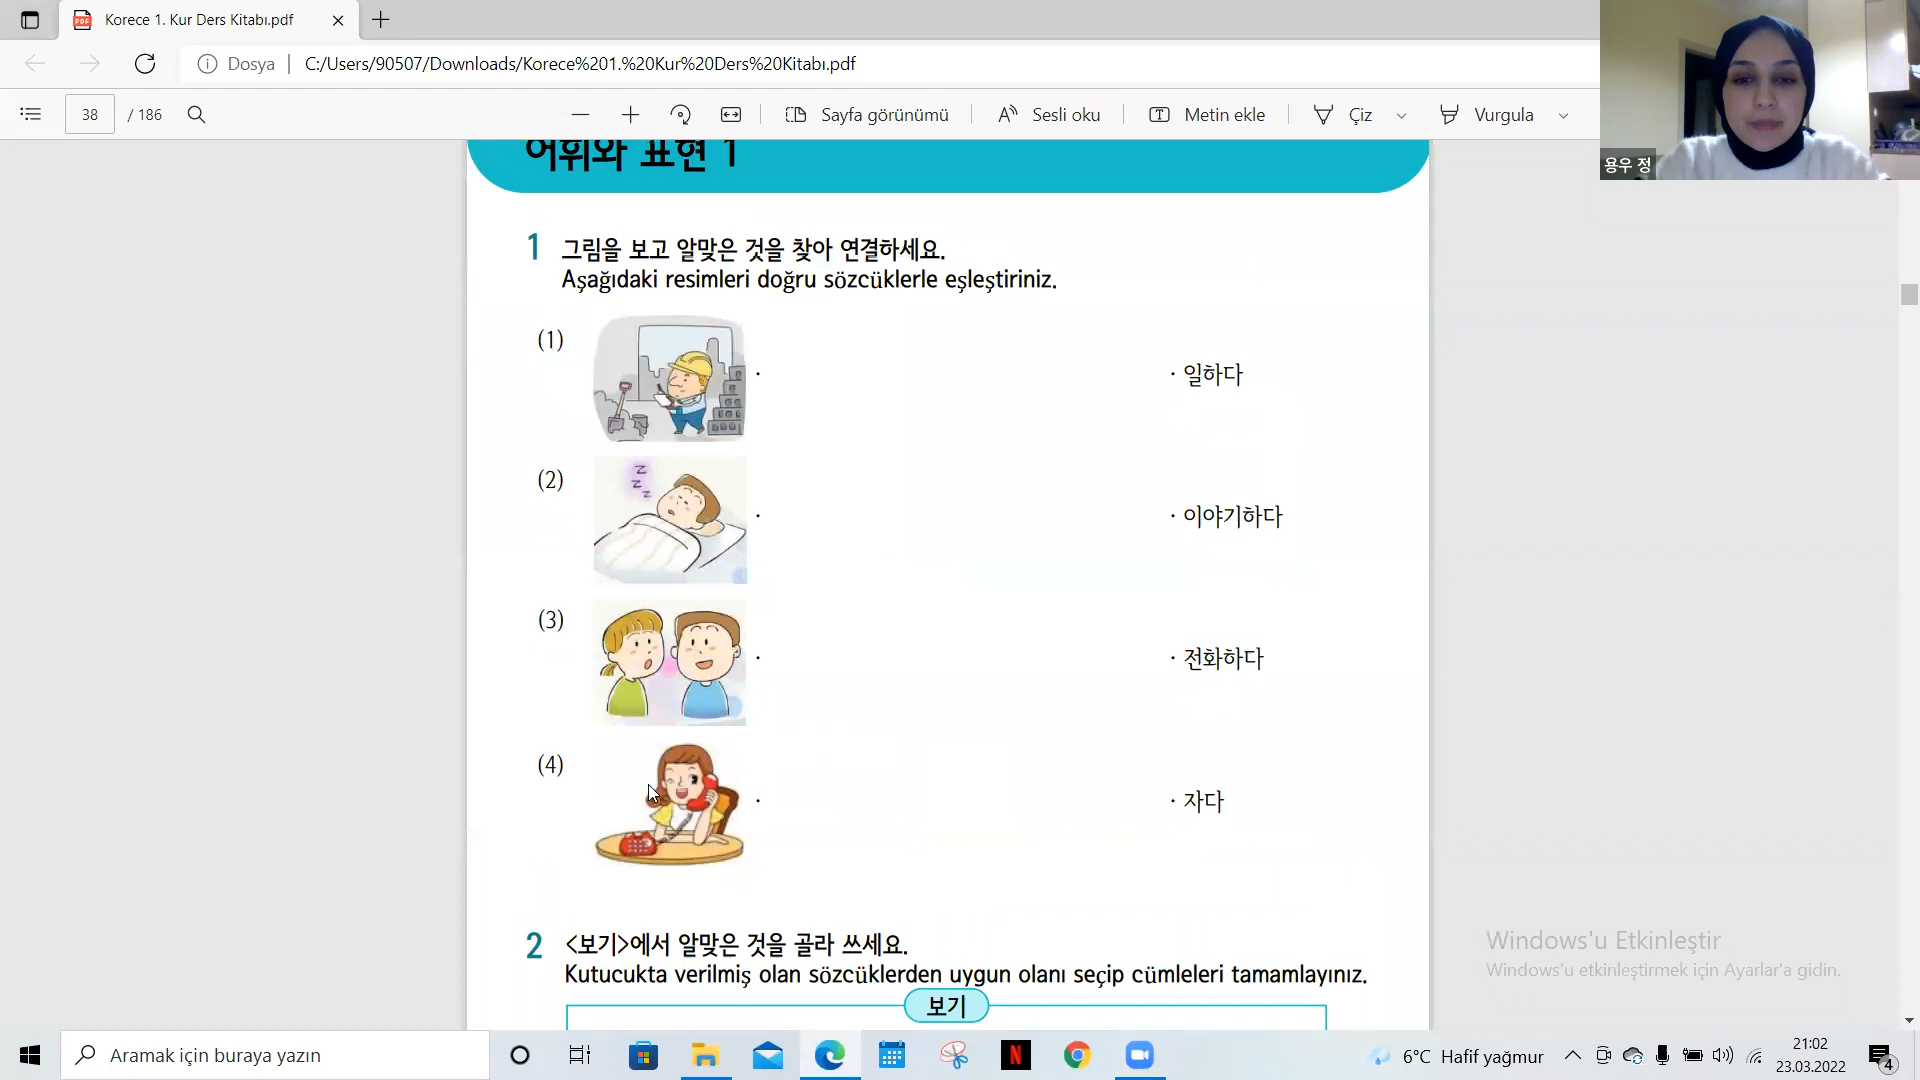 Korece 1. Kur Ders Kitabı.pdf
Dosya
C:/Users/90507/Downloads/Korece%201.%20Kur%20Ders%20Kitabı.pdf
38 / 186
Sayfa görünümü
Sesli oku
Metin ekle
Çiz
Vurgula
용우 정
어휘와 표현 1
1 그림을 보고 알맞은 것을 찾아 연결하세요.
Aşağıdaki resimleri doğru sözcüklerle eşleştiriniz.
(1)
· 일하다
(2)
z z z
· 이야기하다
(3)
· 전화하다
(4)
· 자다
2 <보기>에서 알맞은 것을 골라 쓰세요.
Kutucukta verilmiş olan sözcüklerden uygun olanı seçip cümleleri tamamlayınız.
보기
Windows'u Etkinleştir
Windows'u etkinleştirmek için Ayarlar'a gidin.
Aramak için buraya yazın
N
6°C Hafif yağmur
21:02
23.03.2022
4